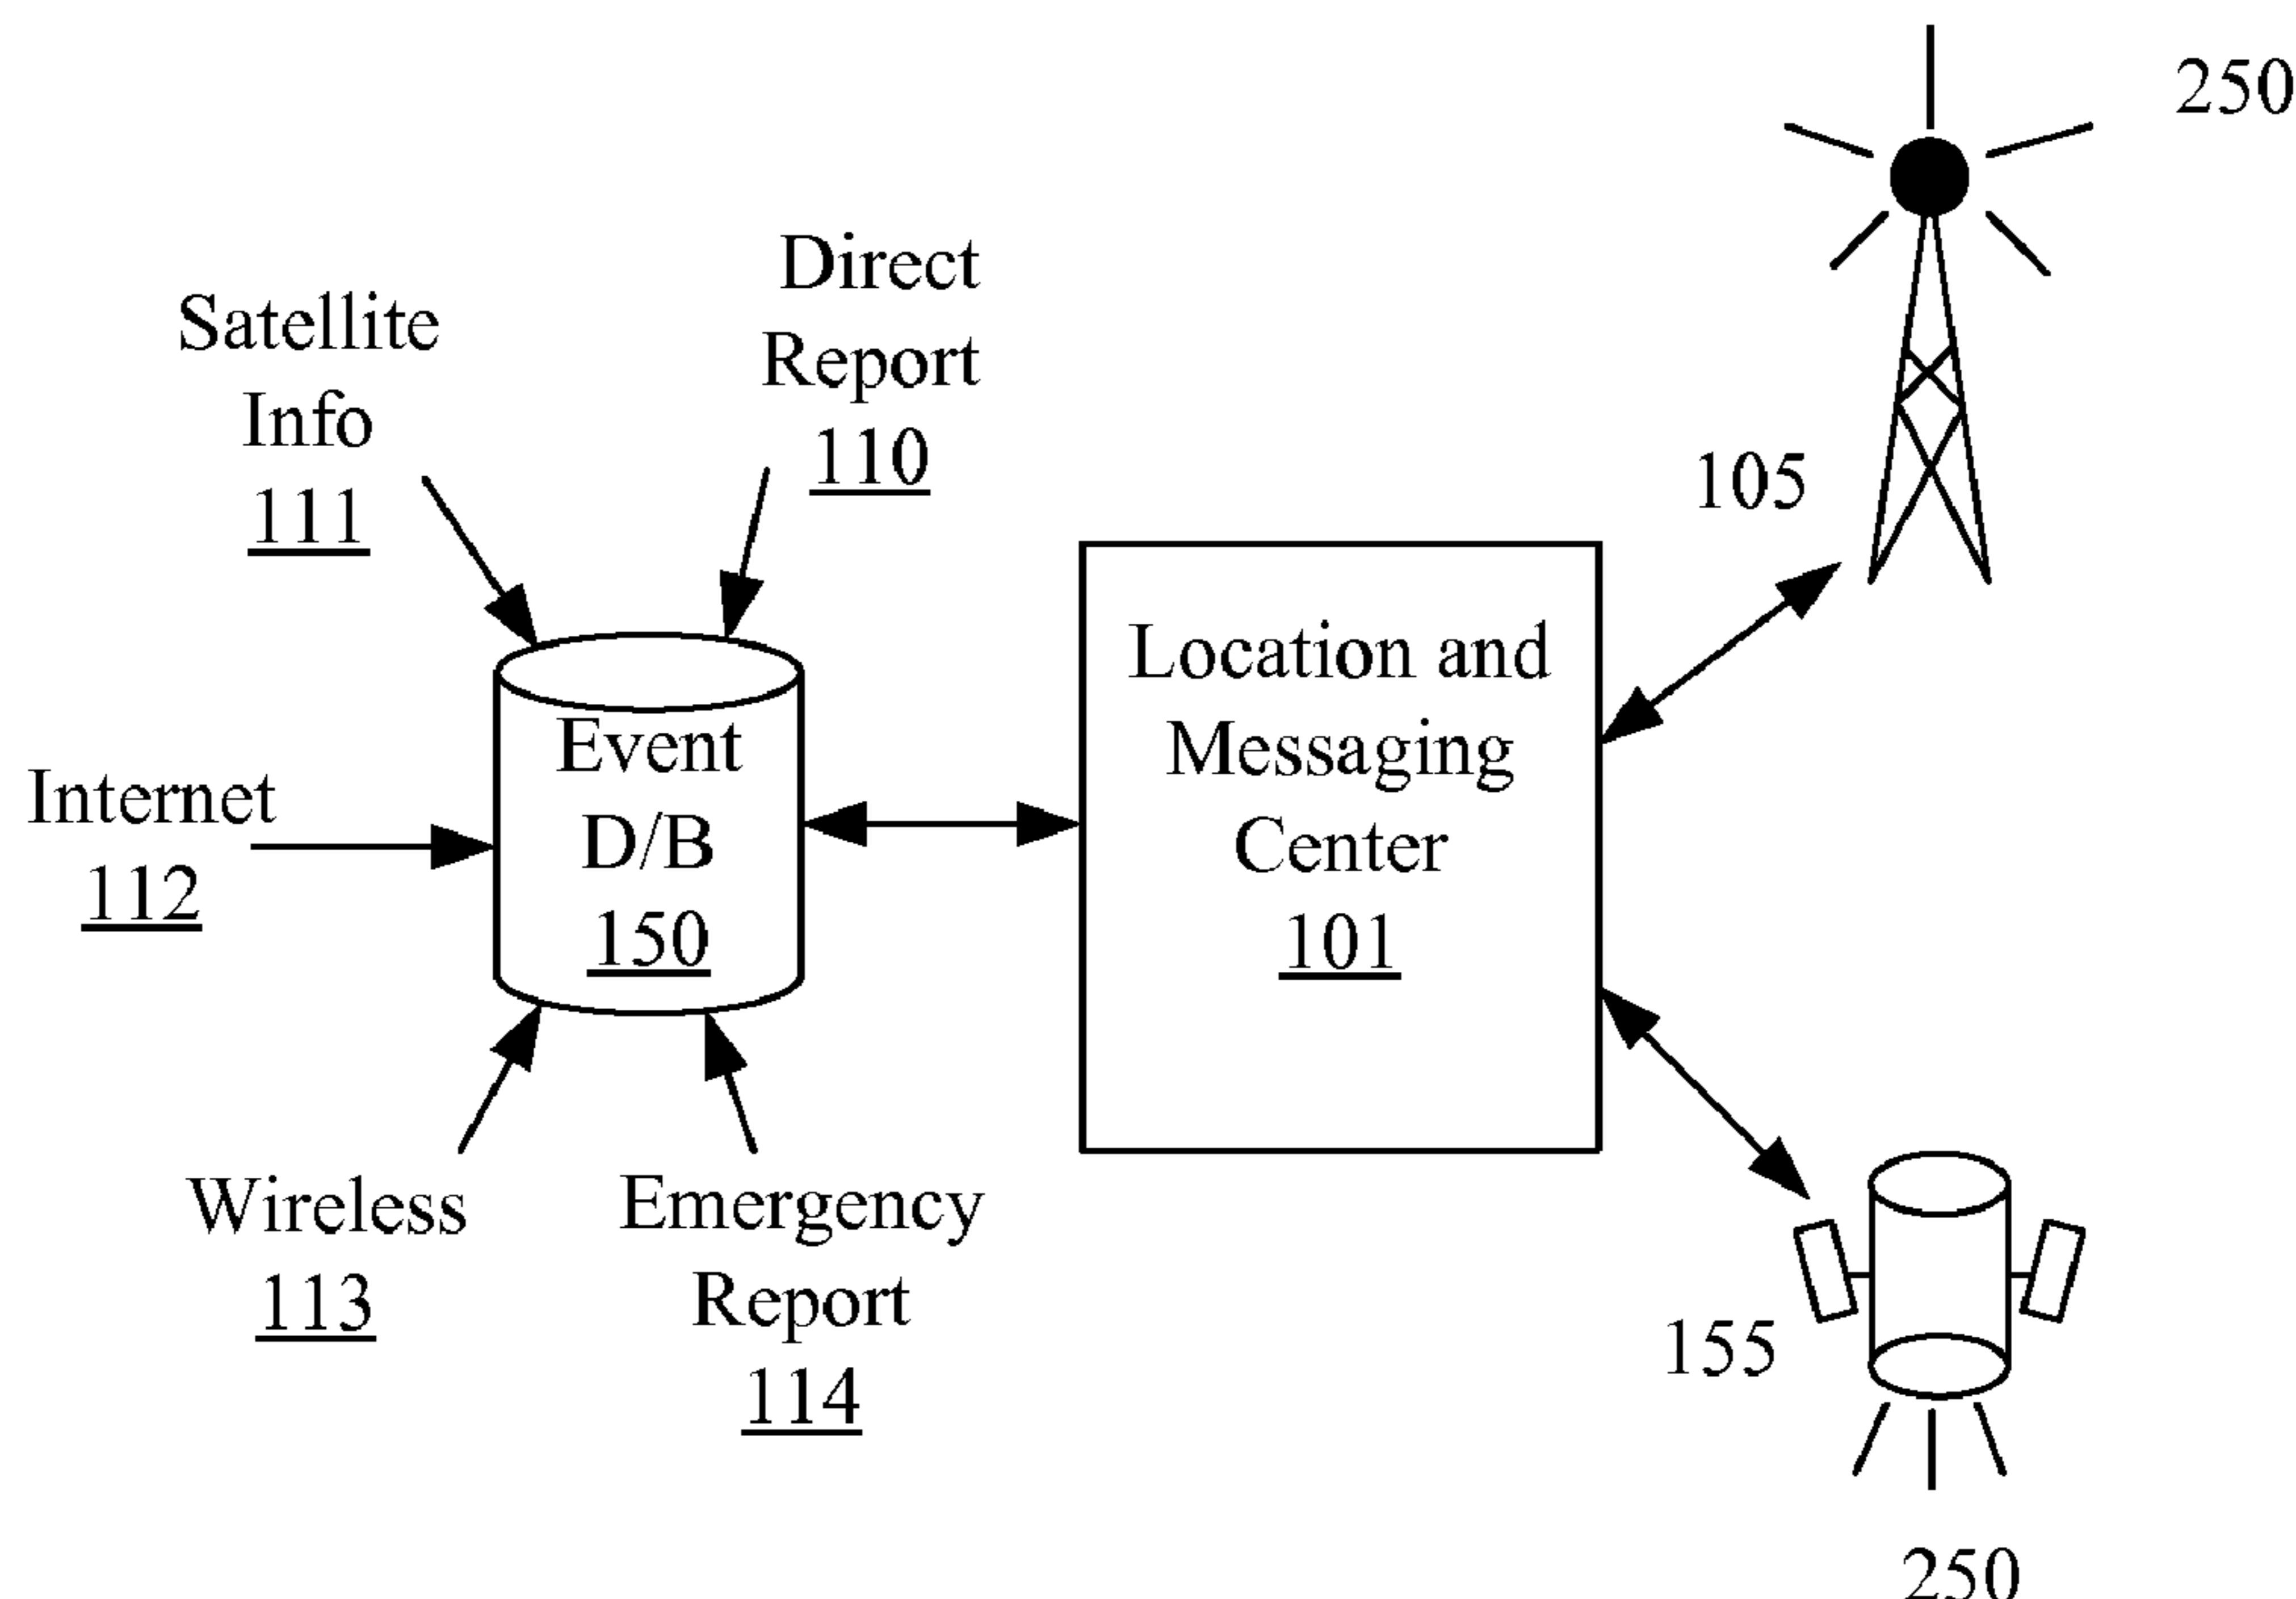 250
Direct
Report
110
Satellite
Info
111
105
Location and
Messaging
Center
101
Event
D/B
150
Internet
112
Wireless
113
Emergency
Report
114
155
250